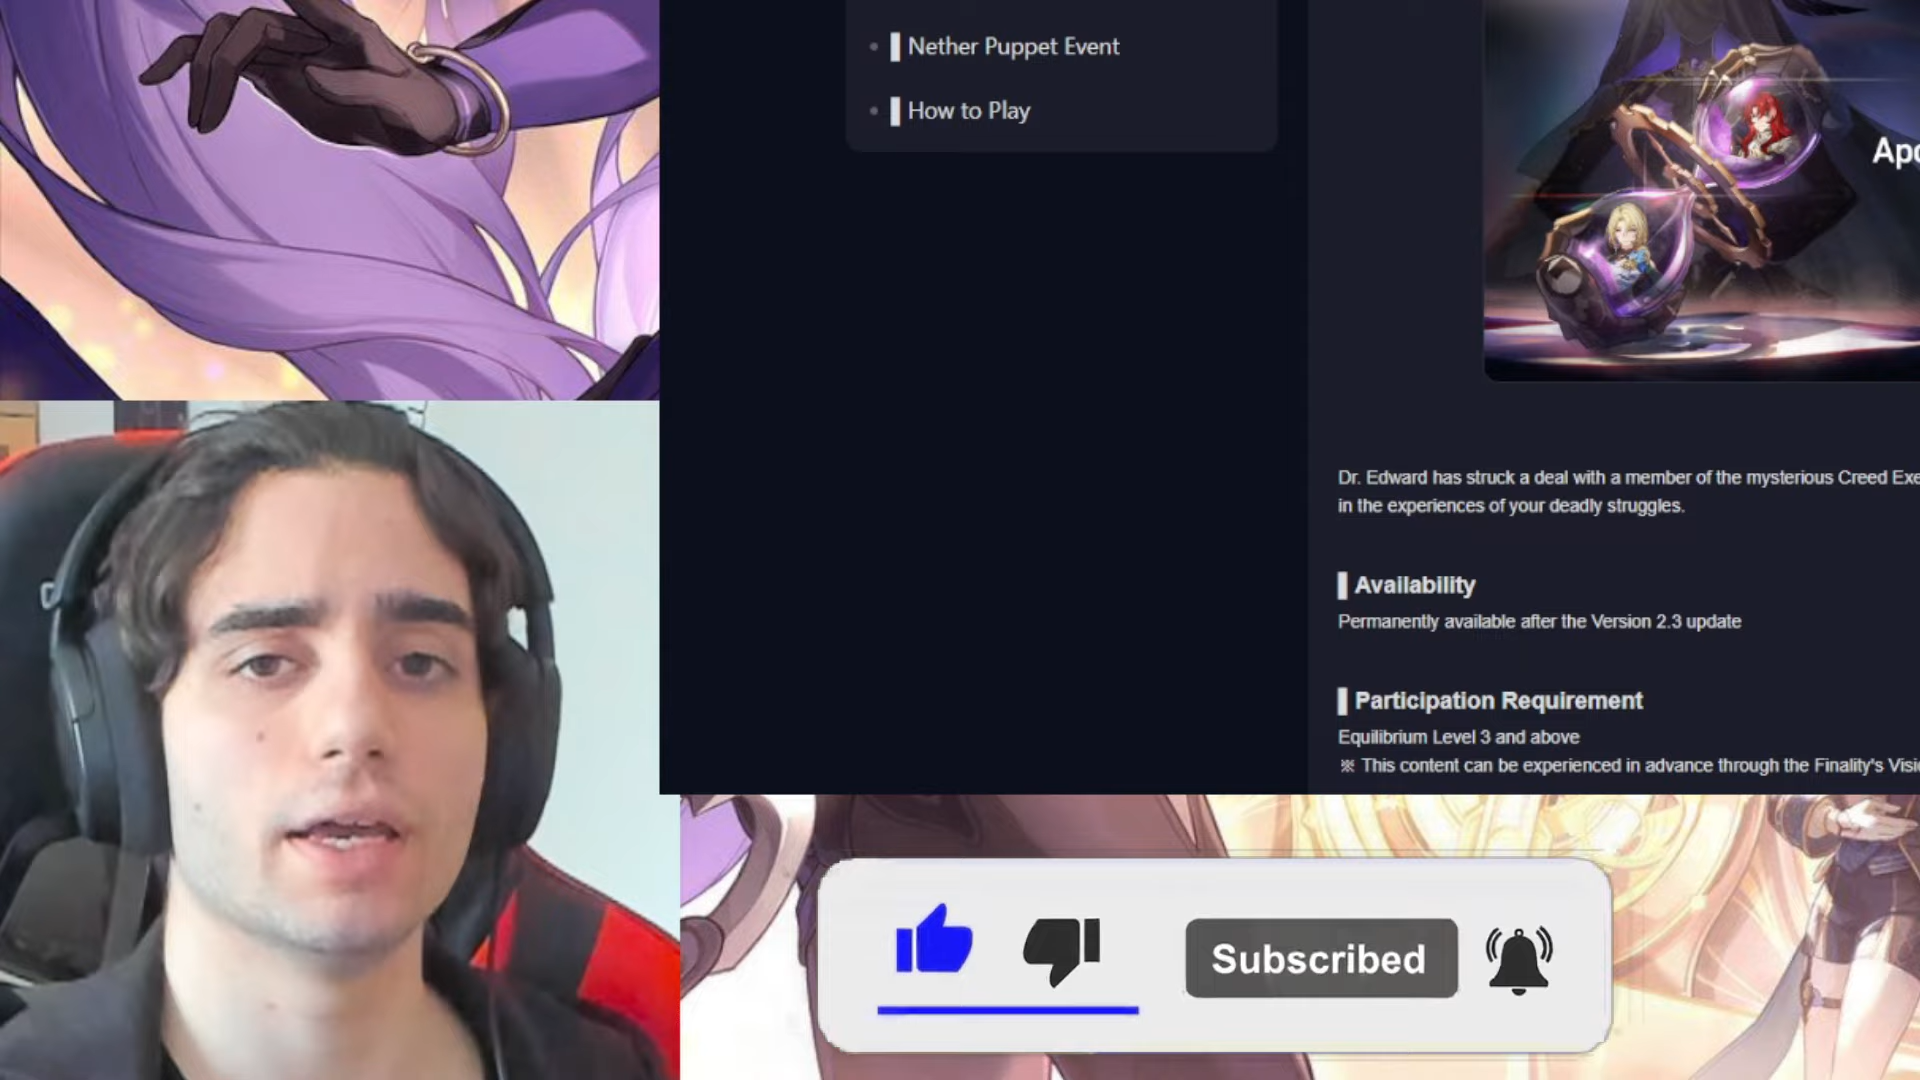 Nether Puppet Event
How to Play
Apo
Dr. Edward has struck a deal with a member of the mysterious Creed Exe
in the experiences of your deadly struggles.
Availability
Permanently available after the Version 2.3 update
Participation Requirement
Equilibrium Level 3 and above
※ This content can be experienced in advance through the Finality's Visi
Subscribed